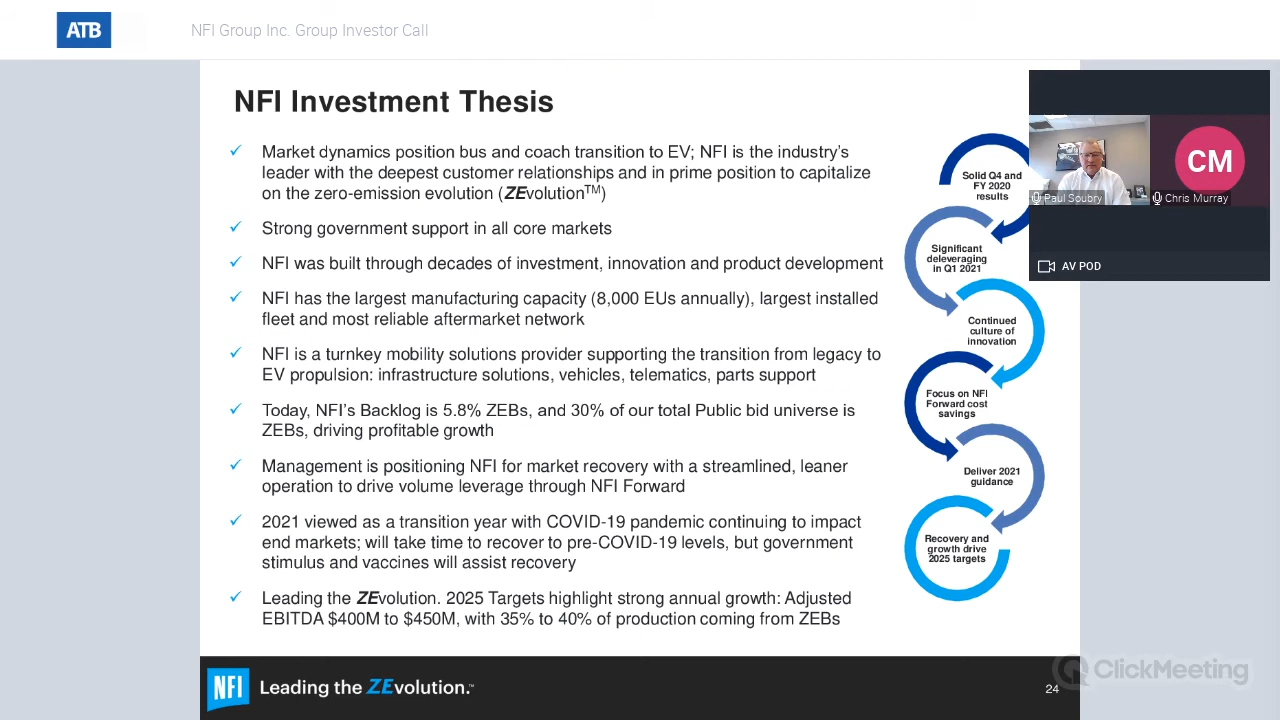 ATB
NFI Group Inc. Group Investor Call
NFI Investment Thesis
Market dynamics position bus and coach transition to EV; NFI is the industry's
leader with the deepest customer relationships and in prime position to capitalize
on the zero-emission evolution (ZEvolutionTM)
Strong government support in all core markets
NFI was built through decades of investment, innovation and product development
NFI has the largest manufacturing capacity (8,000 EUs annually), largest installed
fleet and most reliable aftermarket network
NFI is a turnkey mobility solutions provider supporting the transition from legacy to
EV propulsion: infrastructure solutions, vehicles, telematics, parts support
Today, NFI's Backlog is 5.8% ZEBs, and 30% of our total Public bid universe is
ZEBs, driving profitable growth
Management is positioning NFI for market recovery with a streamlined, leaner
operation to drive volume leverage through NFI Forward
2021 viewed as a transition year with COVID-19 pandemic continuing to impact
end markets; will take time to recover to pre-COVID-19 levels, but government
stimulus and vaccines will assist recovery
Leading the ZEvolution. 2025 Targets highlight strong annual growth: Adjusted
EBITDA $400M to $450M, with 35% to 40% of production coming from ZEBs
Solid Q4 and
FY 2020
results
Significant
deleveraging
in Q1 2021
Continued
culture of
innovation
Focus on NFI
Forward cost
savings
Deliver 2021
guidance
Recovery and
growth drive
2025 targets
CM
Paul Soubry
Chris Murray
AV POD
NFI
Leading the ZEvolution.™
24
ClickMeeting